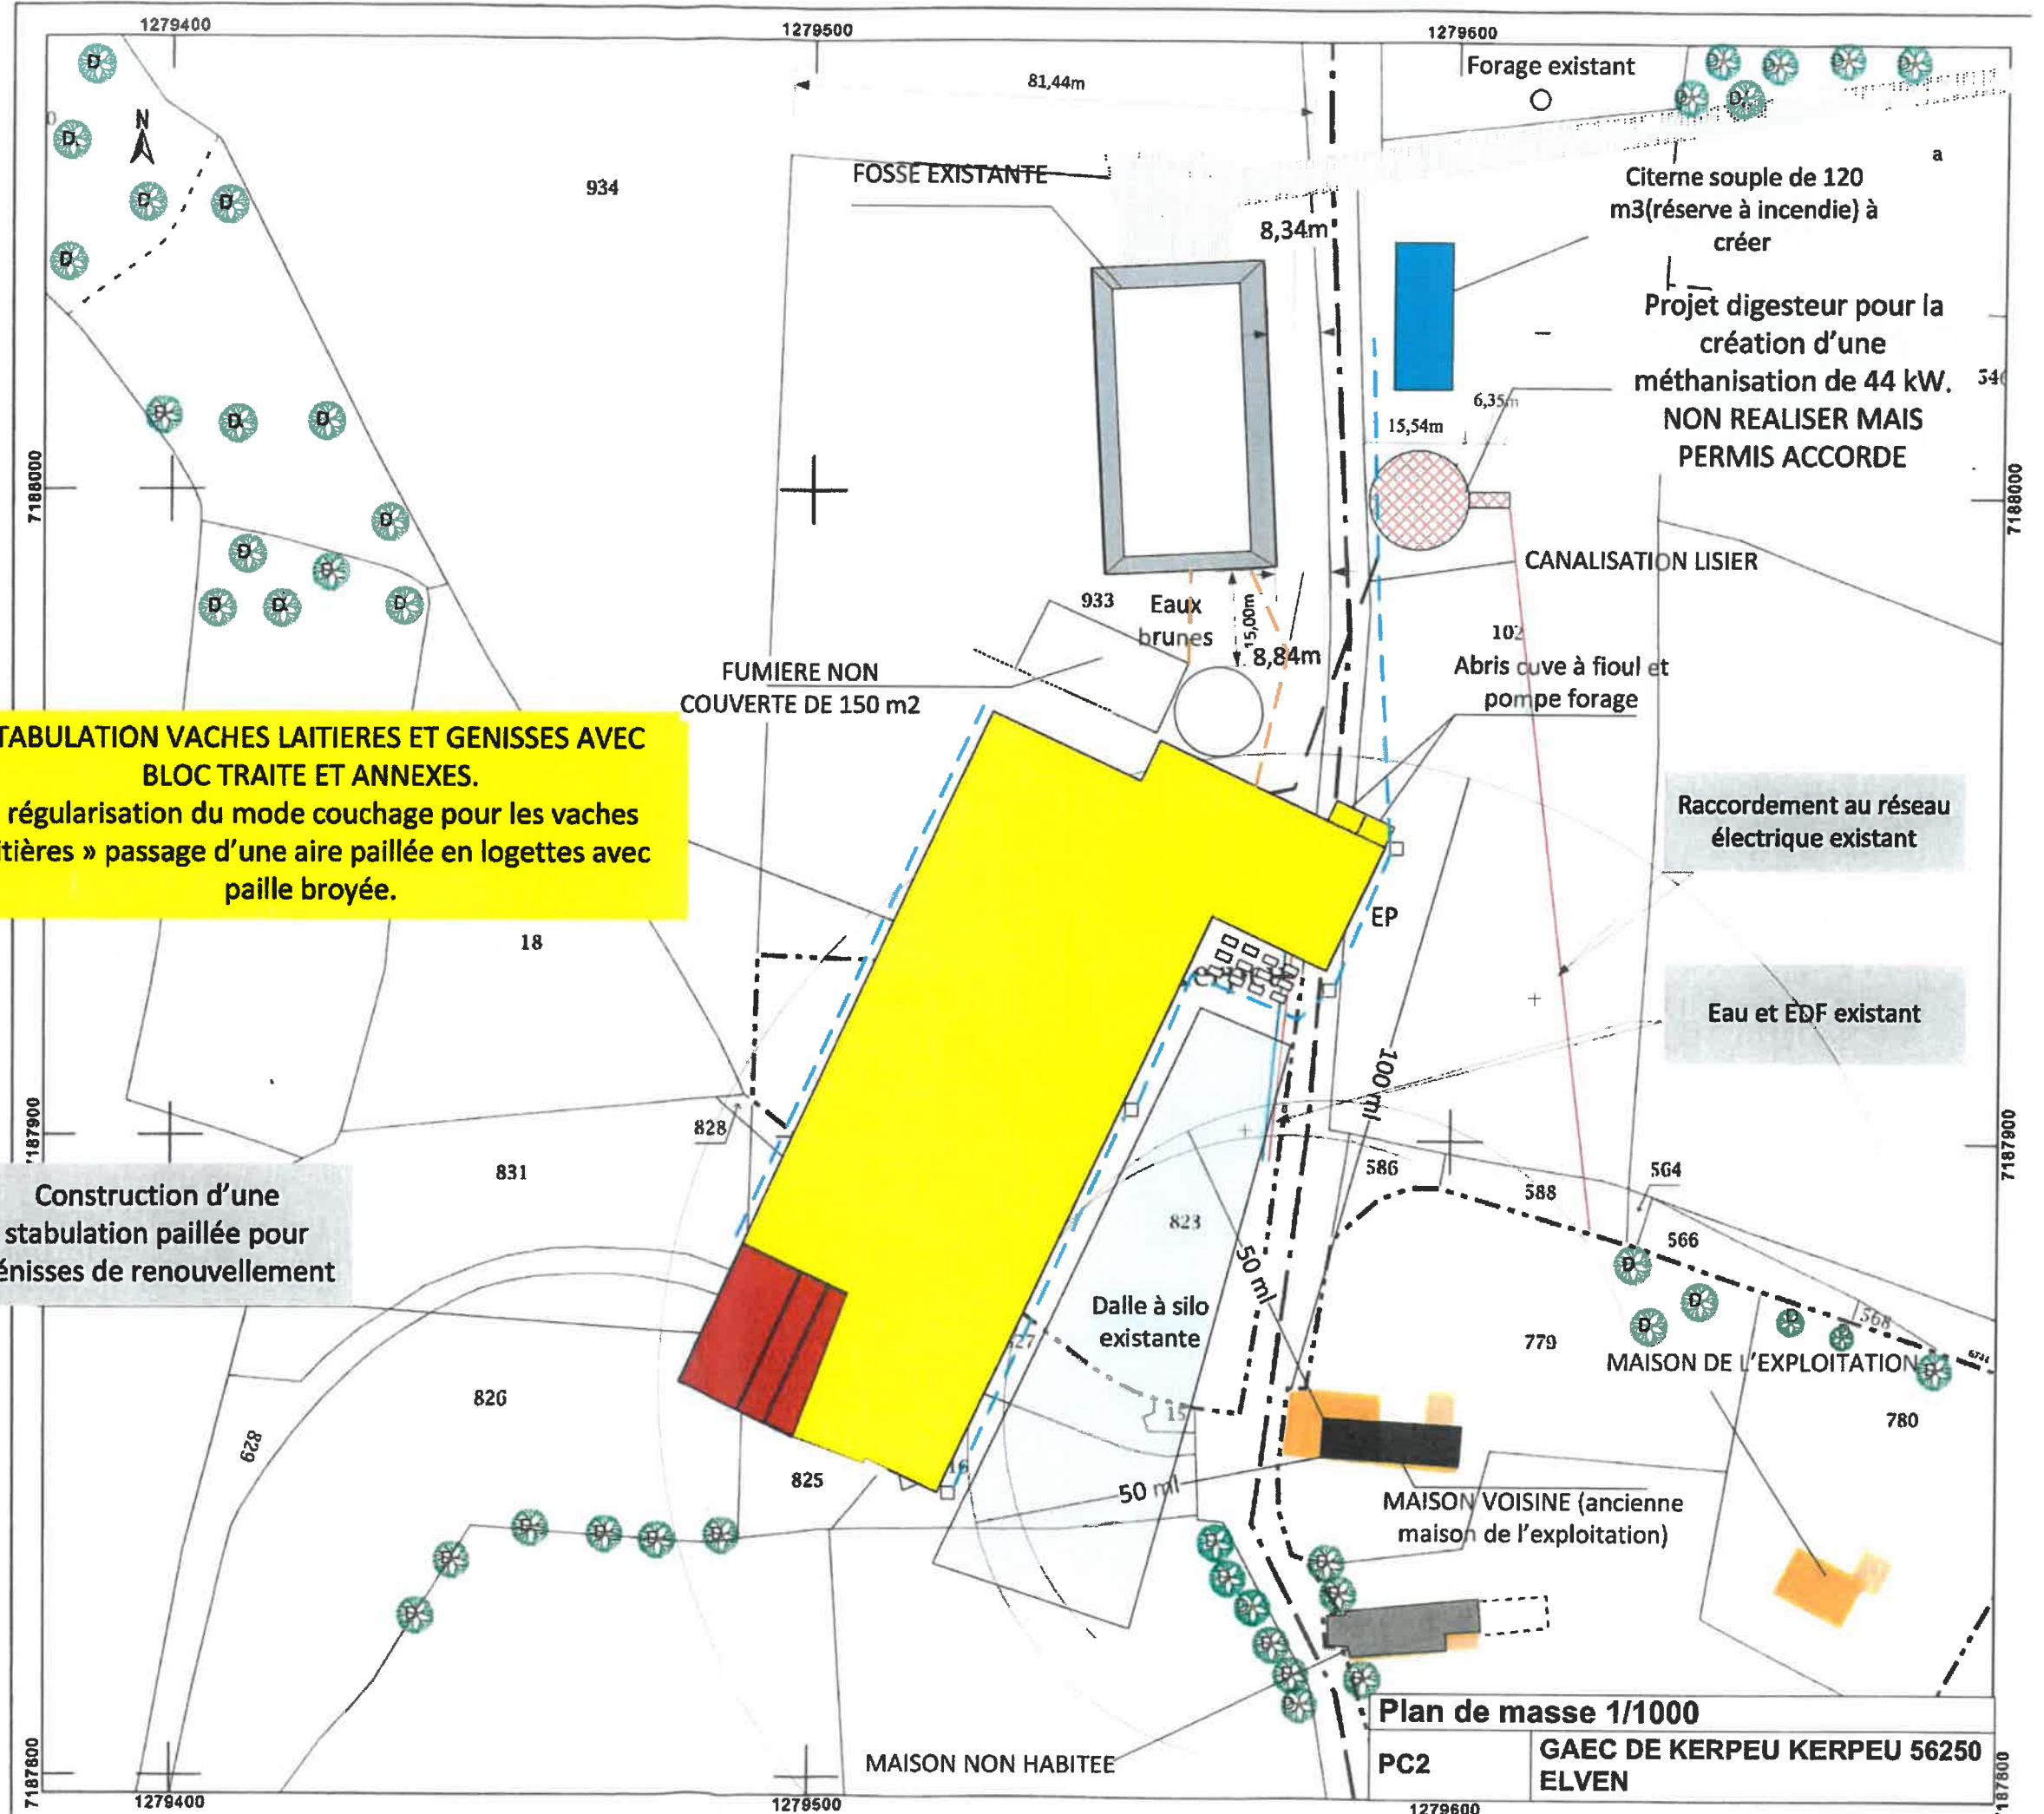 1279400
1279500
1279600
81,44m
Forage existant
N
934
FOSSE EXISTANTE
a
Citerne souple de 120
m3(réserve à incendie) à
créer
8,34m
Projet digesteur pour la
création d'une
méthanisation de 44 kW.
NON REALISER MAIS
PERMIS ACCORDE
6,35m
15,54m
7188000
7188000
CANALISATION LISIER
933
Eaux
brunes
15,00m
8,84m
102
Abris cuve à fioul et
pompe forage
FUMIERE NON
COUVERTE DE 150 m2
TABULATION VACHES LAITIERES ET GENISSES AVEC
BLOC TRAITE ET ANNEXES.
régularisation du mode couchage pour les vaches
itières » passage d'une aire paillée en logettes avec
paille broyée.
Raccordement au réseau
électrique existant
EP
18
Eau et EDF existant
100 ml
7187900
7187900
828
831
586
588
564
566
568
Construction d'une
stabulation paillée pour
énisses de renouvellement
823
50 ml
Dalle à silo
existante
779
MAISON DE L'EXPLOITATION
780
826
829
825
16
50 ml
MAISON VOISINE (ancienne
maison de l'exploitation)
MAISON NON HABITEE
Plan de masse 1/1000
PC2
GAEC DE KERPEU KERPEU 56250
ELVEN
7187800
7187800
1279400
1279500
1279600